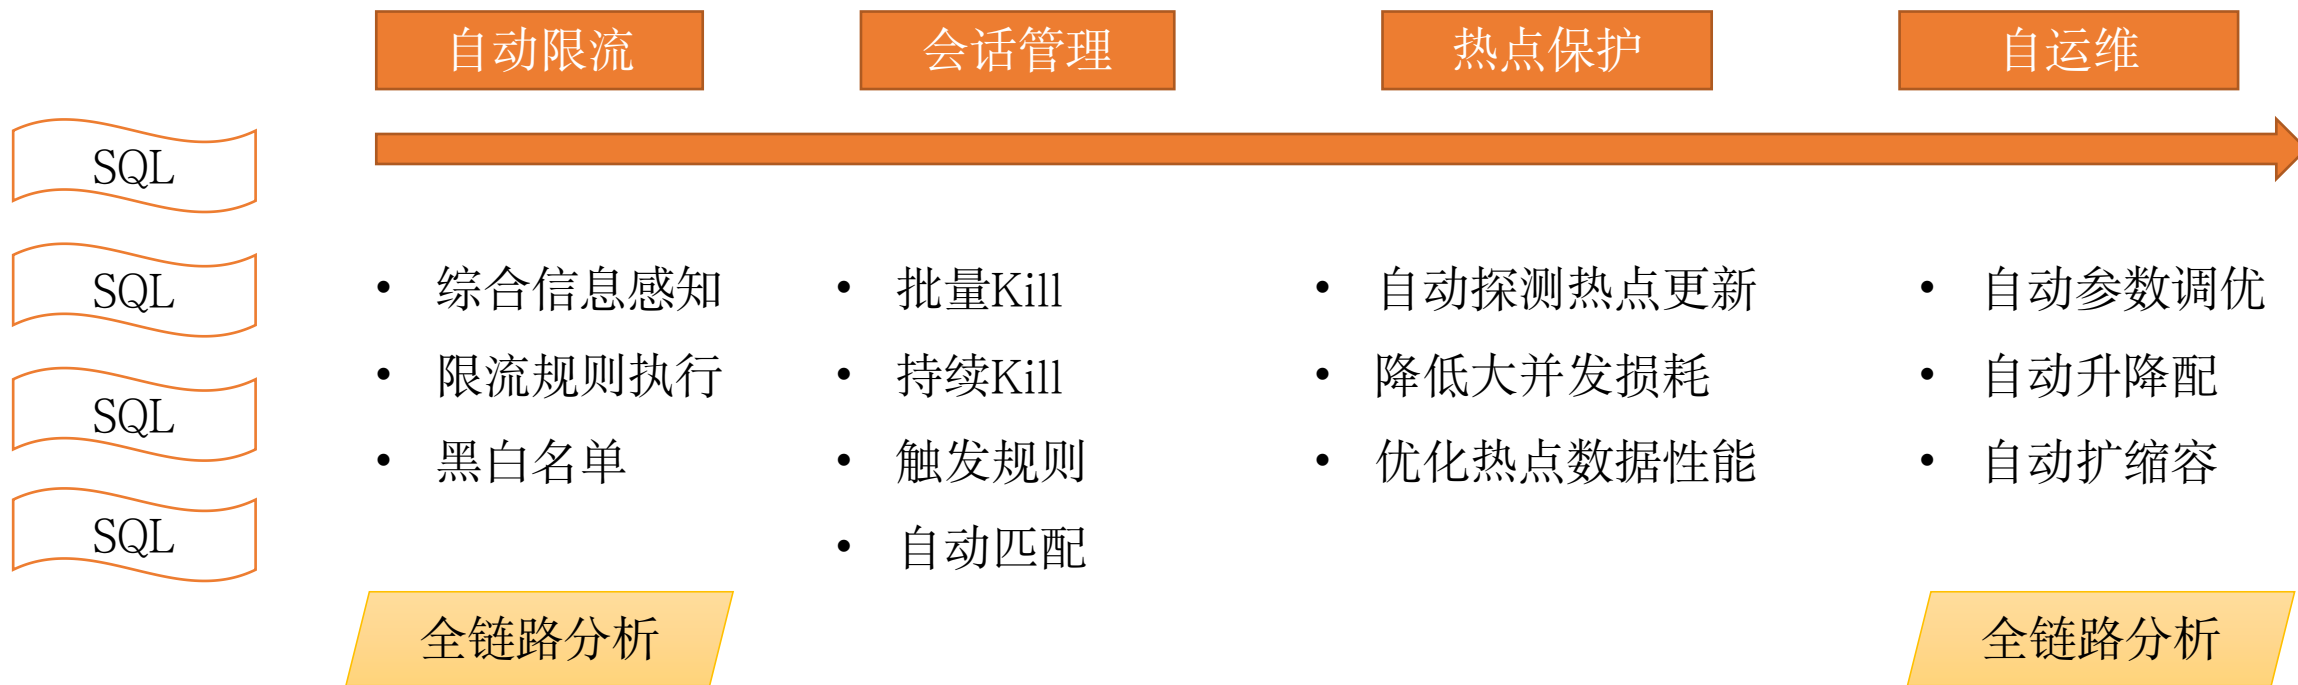 自动限流
会话管理
热点保护
自运维
SQL
SQL
SQL
SQL
• 综合信息感知
• 限流规则执行
• 黑白名单
• 批量Kill
• 持续Kill
• 触发规则
• 自动匹配
• 自动探测热点更新
• 降低大并发损耗
• 优化热点数据性能
• 自动参数调优
• 自动升降配
• 自动扩缩容
全链路分析
全链路分析